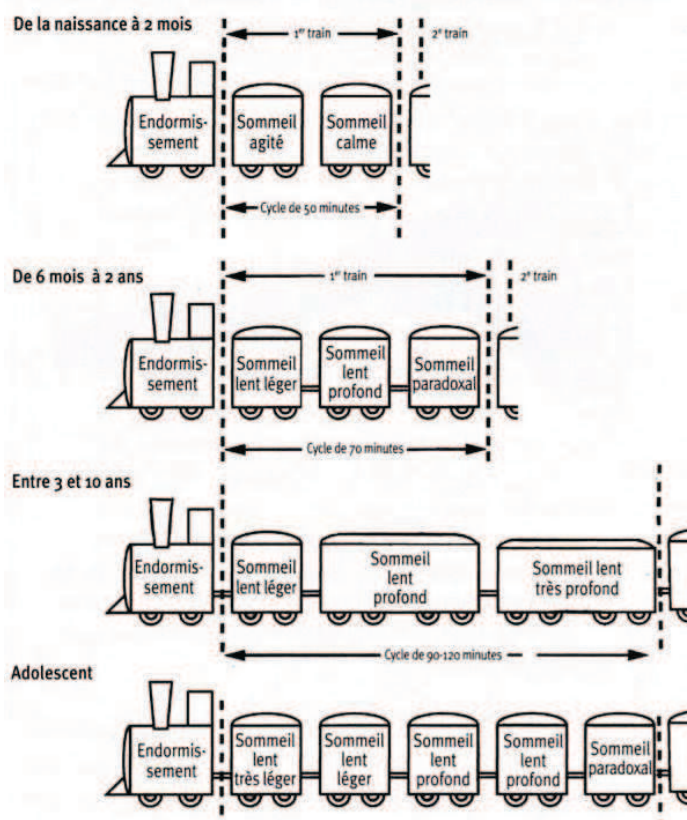 De la naissance à 2 mois
1er train
2e train
Endormis-
sement
Sommeil
agité
Sommeil
calme
Cycle de 50 minutes
De 6 mois à 2 ans
1er train
2e train
Endormis-
sement
Sommeil
lent léger
Sommeil
lent
profond
Sommeil
paradoxal
Cycle de 70 minutes
Entre 3 et 10 ans
Endormis-
sement
Sommeil
lent léger
Sommeil
lent
profond
Sommeil lent
très profond
Cycle de 90-120 minutes
Adolescent
Endormis-
sement
Sommeil
lent
très léger
Sommeil
lent
léger
Sommeil
lent
profond
Sommeil
lent
profond
Sommeil
paradoxal